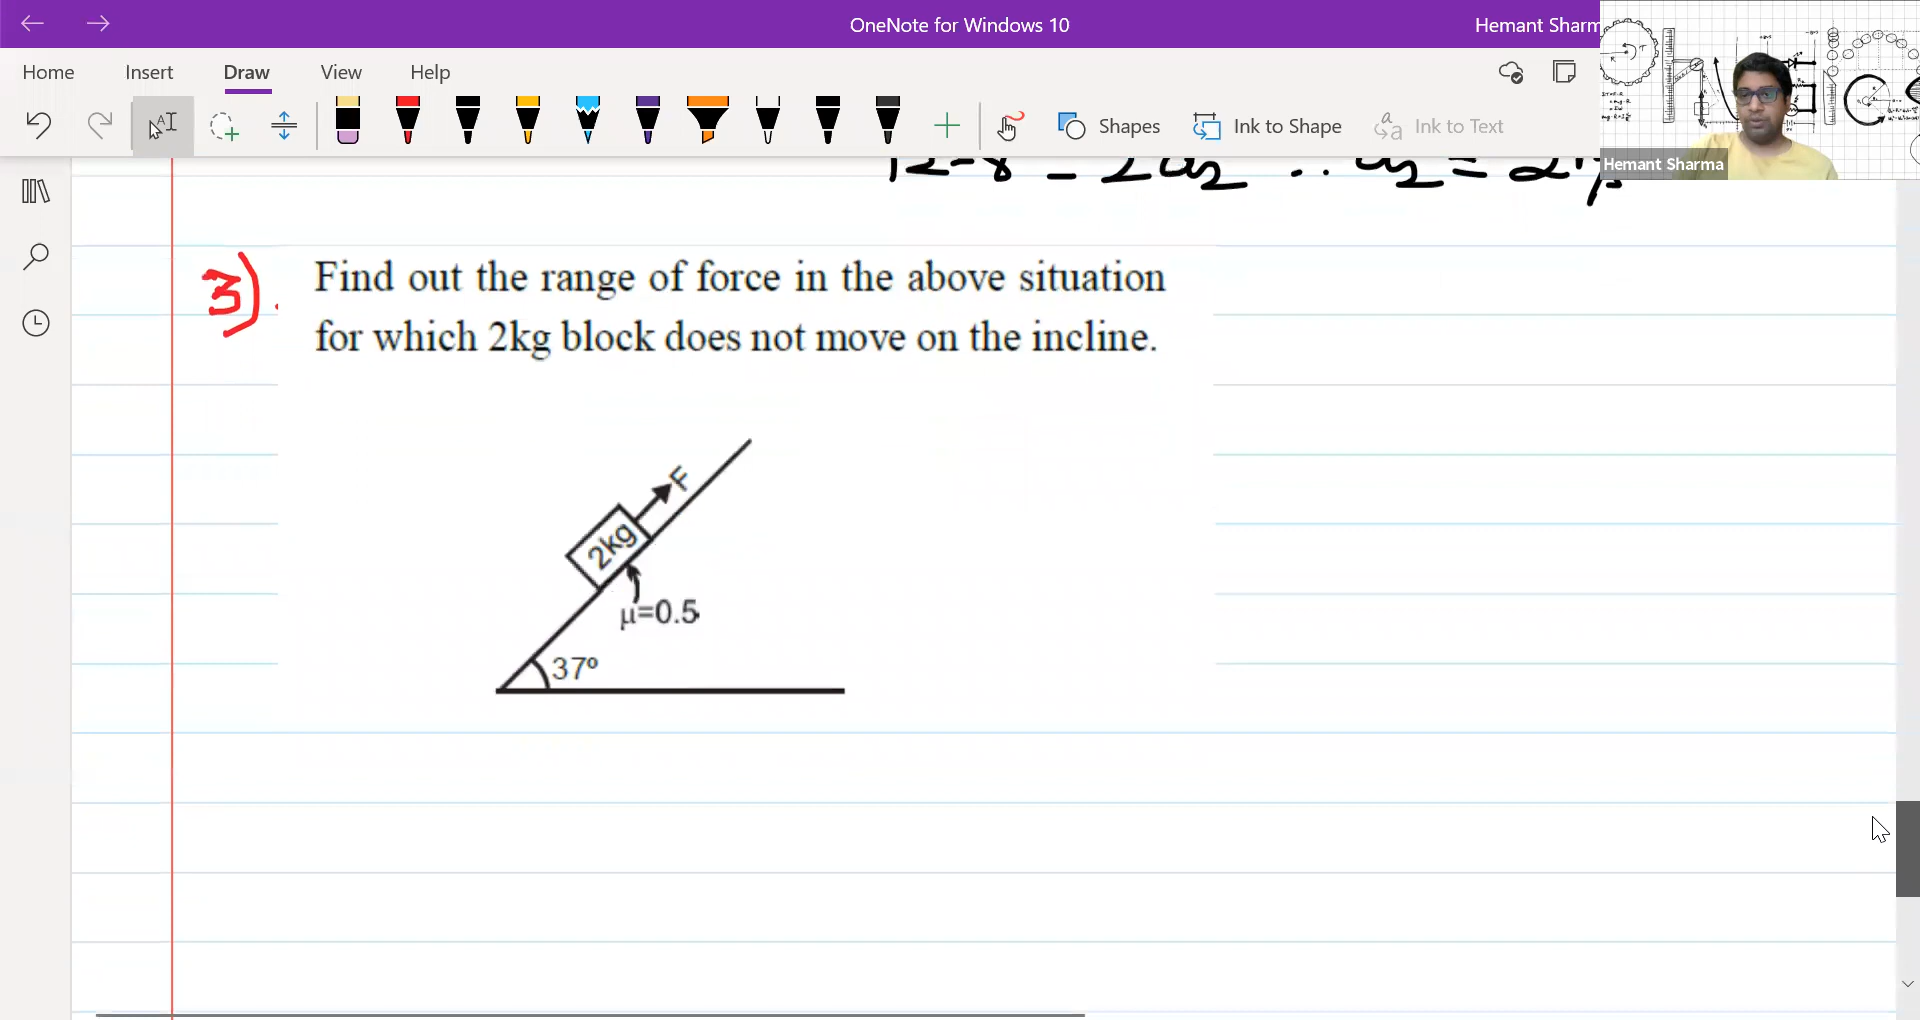 OneNote for Windows 10
Hemant Sharm
Home Insert Draw View Help
Shapes Ink to Shape Ink to Text
Hemant Sharma
3).
Find out the range of force in the above situation
for which 2kg block does not move on the incline.
F
2kg
μ=0.5
37º